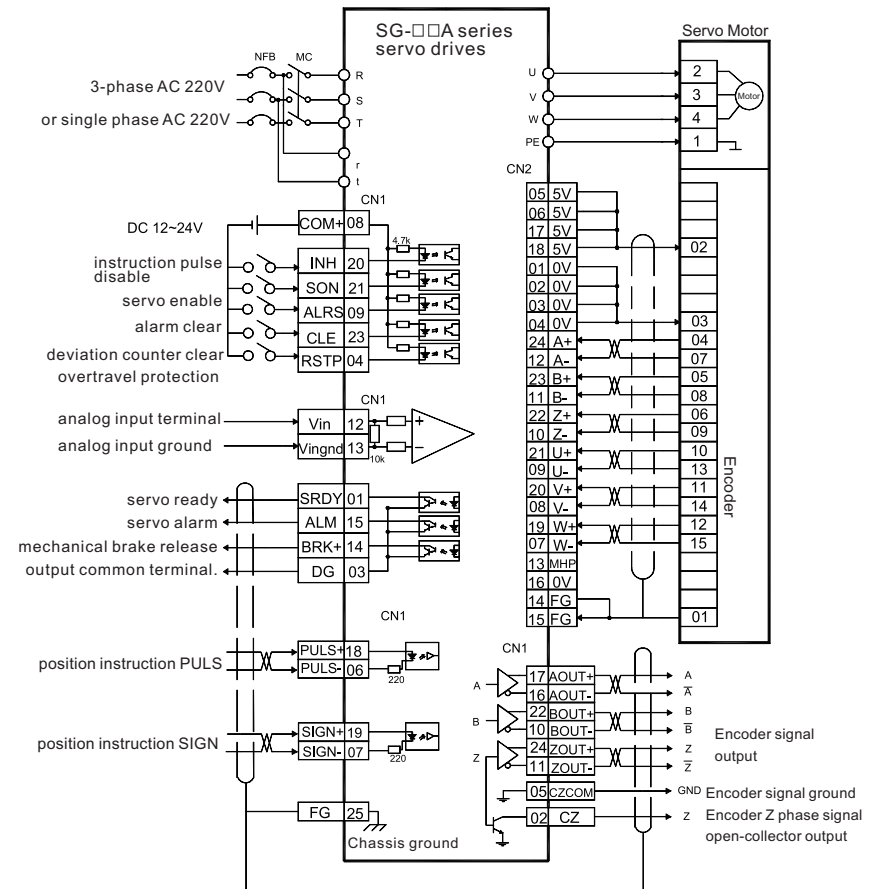 SG-□□A series
servo drives
Servo Motor
NFB MC
3-phase AC 220V
or single phase AC 220V
R
S
T
r
t
U
V
W
PE
2
3
4
1
Motor
CN2
CN1
DC 12~24V
COM+ 08
4.7k
instruction pulse
disable
INH 20
servo enable
SON 21
alarm clear
ALRS 09
deviation counter clear
CLE 23
overtravel protection
RSTP 04
CN1
analog input terminal
Vin 12
analog input ground
Vingnd 13
10k
+
−
servo ready
SRDY 01
servo alarm
ALM 15
mechanical brake release
BRK+ 14
output common terminal.
DG 03
CN1
position instruction PULS
PULS+ 18
PULS- 06
220
position instruction SIGN
SIGN+ 19
SIGN- 07
220
FG 25
Chassis ground
05 5V
06 5V
17 5V
18 5V
01 0V
02 0V
03 0V
04 0V
24 A+
12 A-
23 B+
11 B-
22 Z+
10 Z-
21 U+
09 U-
20 V+
08 V-
19 W+
07 W-
13 MHP
16 0V
14 FG
15 FG
02
03
04
07
05
08
06
09
10
13
11
14
12
15
01
Encoder
CN1
A
17 AOUT+
A
16 AOUT-
A̅
B
22 BOUT+
B
10 BOUT-
B̅
Z
24 ZOUT+
Z
11 ZOUT-
Z̅
Encoder signal
output
05 CZCOM
GND Encoder signal ground
02 CZ
Z Encoder Z phase signal
open-collector output